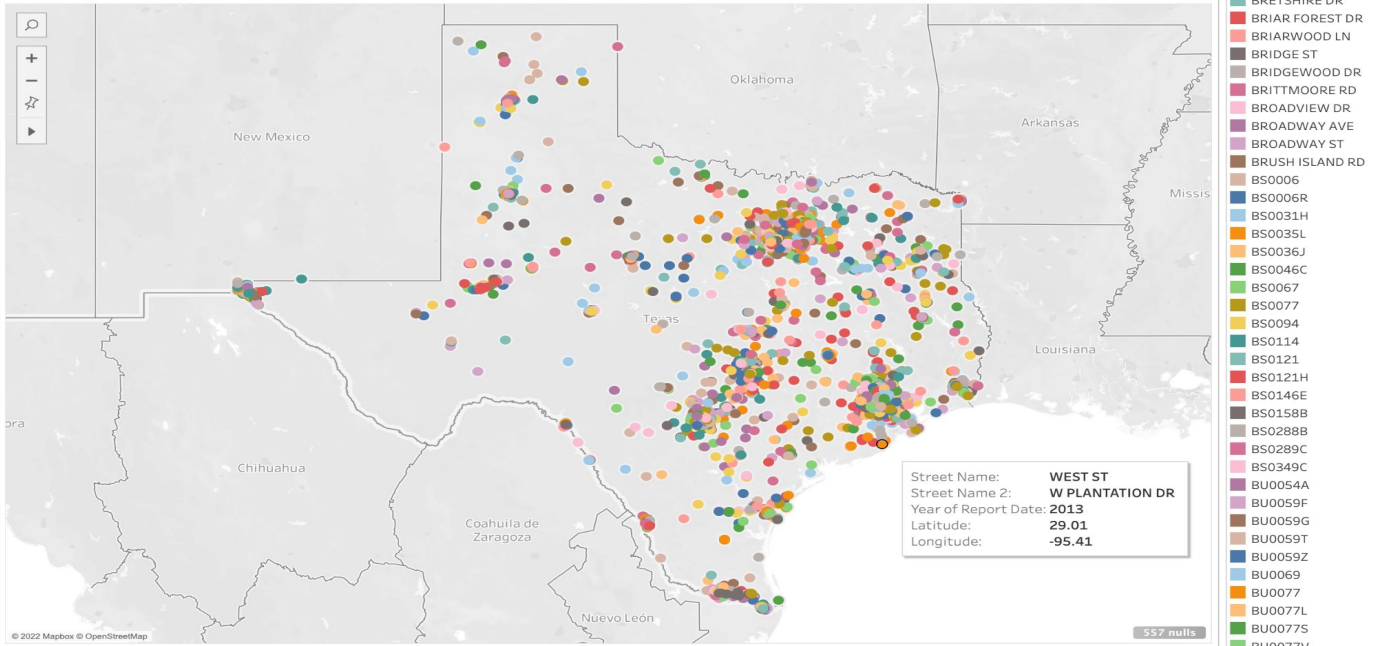 BRETSHIRE DR
BRIAR FOREST DR
BRIARWOOD LN
BRIDGE ST
BRIDGEWOOD DR
BRITTMOORE RD
BROADVIEW DR
BROADWAY AVE
BROADWAY ST
BRUSH ISLAND RD
BS0006
BS0006R
BS0031H
BS0035L
BS0036J
BS0046C
BS0067
BS0077
BS0094
BS0114
BS0121
BS0121H
BS0146E
BS0158B
BS0288B
BS0289C
BS0349C
BU0054A
BU0059F
BU0059G
BU0059T
BU0059Z
BU0069
BU0077
BU0077L
BU0077S
BU0077V
Oklahoma
New Mexico
Arkansas
Missis
Texas
Louisiana
ora
Chihuahua
Coahuila de
Zaragoza
Nuevo León
Street Name: WEST ST
Street Name 2: W PLANTATION DR
Year of Report Date: 2013
Latitude: 29.01
Longitude: -95.41
© 2022 Mapbox © OpenStreetMap
557 nulls